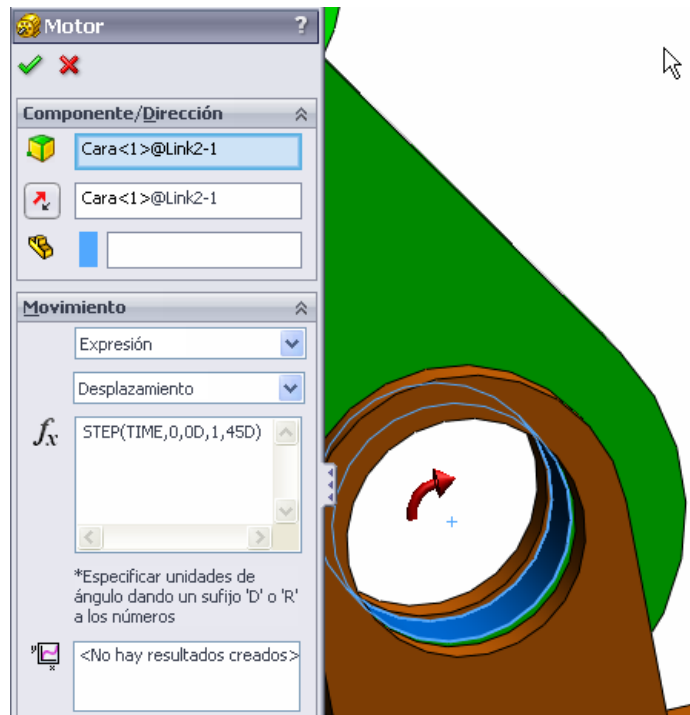 Motor ?
Componente/Dirección
Cara<1>@Link2-1
Cara<1>@Link2-1
Movimiento
Expresión
Desplazamiento
fx
STEP(TIME,0,0D,1,45D)
*Especificar unidades de
ángulo dando un sufijo 'D' o 'R'
a los números
<No hay resultados creados>